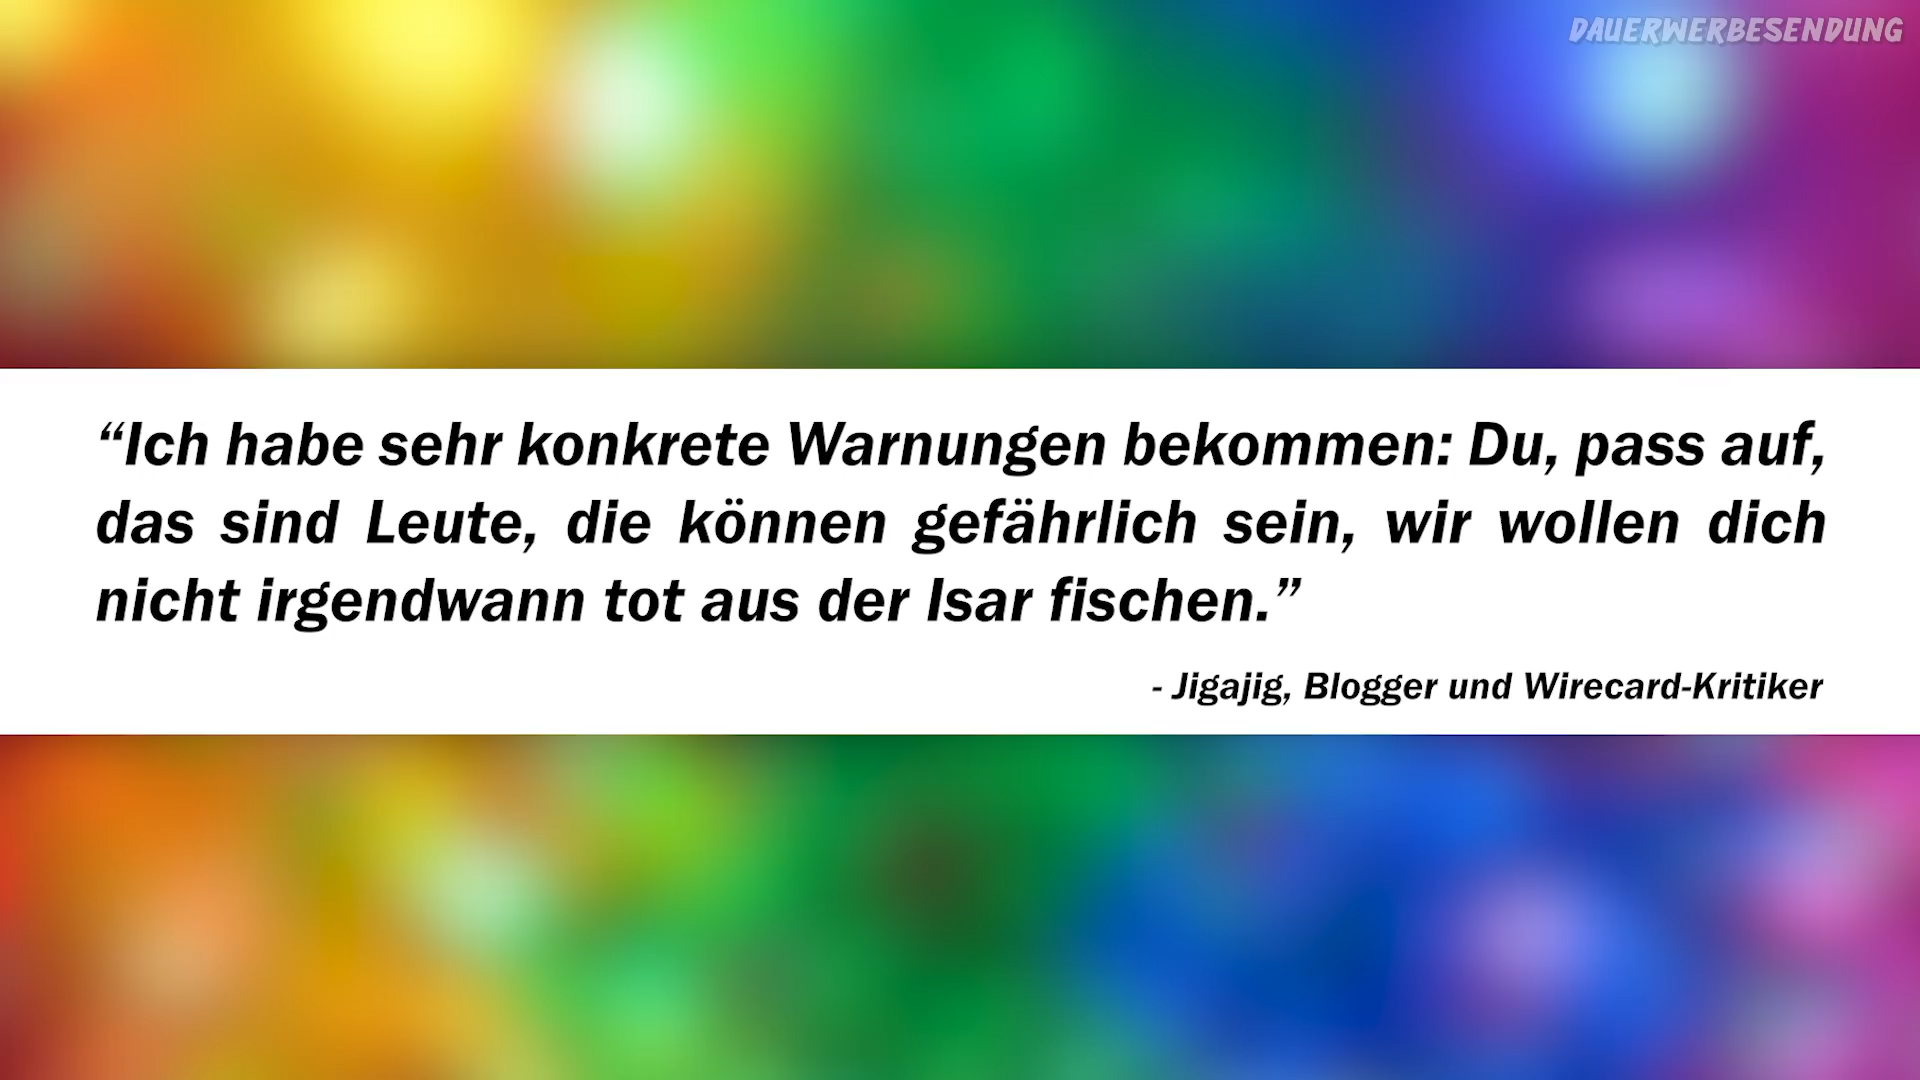 DAUERWERBESENDUNG
“Ich habe sehr konkrete Warnungen bekommen: Du, pass auf,
das sind Leute, die können gefährlich sein, wir wollen dich
nicht irgendwann tot aus der Isar fischen.”
- Jigajig, Blogger und Wirecard-Kritiker